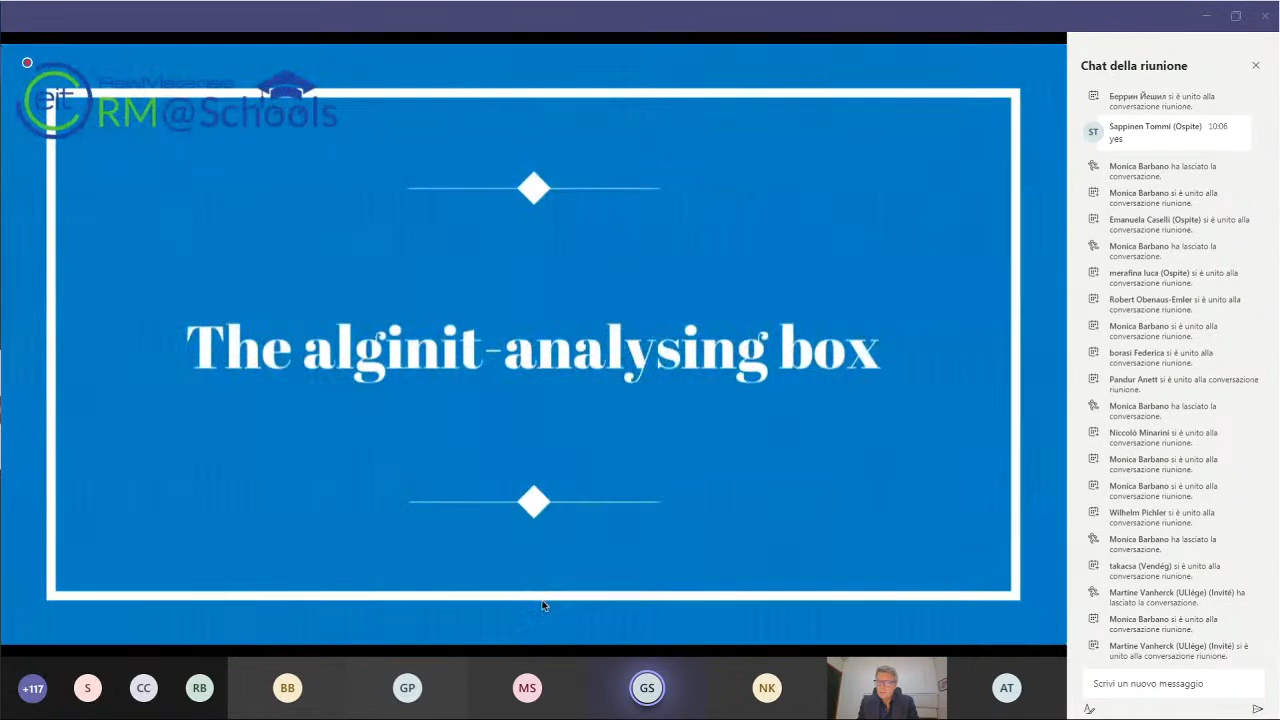 eit
RawMaterials
RM@Schools
The alginit-analysing box
+117
S
CC
RB
BB
GP
MS
GS
NK
AT
Chat della riunione
Беррин Йешил si è unito alla
conversazione riunione.
ST
Sappinen Tommi (Ospite) 10:06
yes
Monica Barbano ha lasciato la
conversazione.
Monica Barbano si è unito alla
conversazione riunione.
Emanuela Caselli (Ospite) si è unito alla
conversazione riunione.
Monica Barbano ha lasciato la
conversazione.
merafina luca (Ospite) si è unito alla
conversazione riunione.
Robert Obenaus-Emler si è unito alla
conversazione riunione.
Monica Barbano si è unito alla
conversazione riunione.
borasi Federica si è unito alla
conversazione riunione.
Pandur Anett si è unito alla conversazione
riunione.
Monica Barbano ha lasciato la
conversazione.
Niccolò Minarini si è unito alla
conversazione riunione.
Monica Barbano si è unito alla
conversazione riunione.
Monica Barbano si è unito alla
conversazione riunione.
Wilhelm Pichler si è unito alla
conversazione riunione.
Monica Barbano ha lasciato la
conversazione.
takacsa (Vendég) si è unito alla
conversazione riunione.
Martine Vanherck (ULiége) (Invité) ha
lasciato la conversazione.
Monica Barbano si è unito alla
conversazione riunione.
Martine Vanherck (ULiége) (Invité) si è
unito alla conversazione riunione.
Scrivi un nuovo messaggio